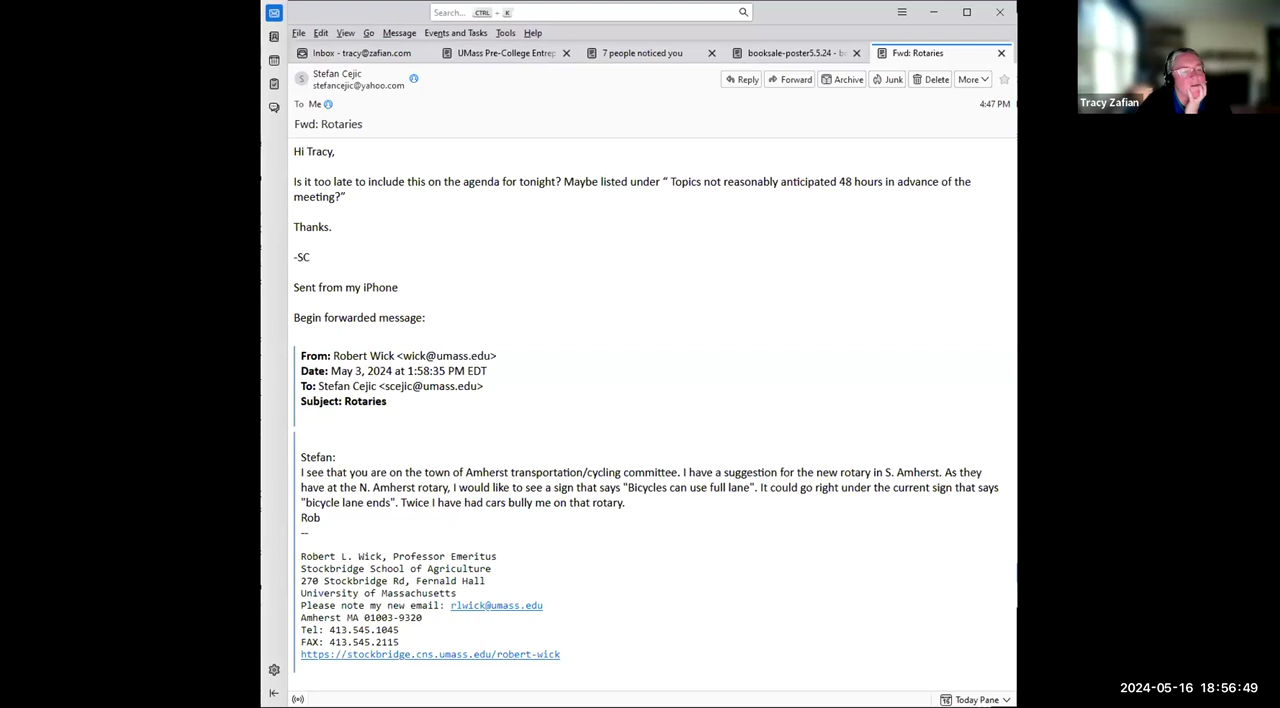 Search... CTRL + K
File Edit View Go Message Events and Tasks Tools Help
Inbox - tracy@zafian.com UMass Pre-College Entrep 7 people noticed you booksale-poster5.5.24 - b Fwd: Rotaries
S Stefan Cejic
stefancejic@yahoo.com
Reply Forward Archive Junk Delete More
To Me 4:47 PM
Fwd: Rotaries
Hi Tracy,
Is it too late to include this on the agenda for tonight? Maybe listed under “ Topics not reasonably anticipated 48 hours in advance of the
meeting?”
Thanks.
-SC
Sent from my iPhone
Begin forwarded message:
From: Robert Wick <wick@umass.edu>
Date: May 3, 2024 at 1:58:35 PM EDT
To: Stefan Cejic <scejic@umass.edu>
Subject: Rotaries
Stefan:
I see that you are on the town of Amherst transportation/cycling committee. I have a suggestion for the new rotary in S. Amherst. As they
have at the N. Amherst rotary, I would like to see a sign that says "Bicycles can use full lane". It could go right under the current sign that says
"bicycle lane ends". Twice I have had cars bully me on that rotary.
Rob
--
Robert L. Wick, Professor Emeritus
Stockbridge School of Agriculture
270 Stockbridge Rd, Fernald Hall
University of Massachusetts
Please note my new email: rlwick@umass.edu
Amherst MA 01003-9320
Tel: 413.545.1045
FAX: 413.545.2115
https://stockbridge.cns.umass.edu/robert-wick
Today Pane
Tracy Zafian
2024-05-16 18:56:49